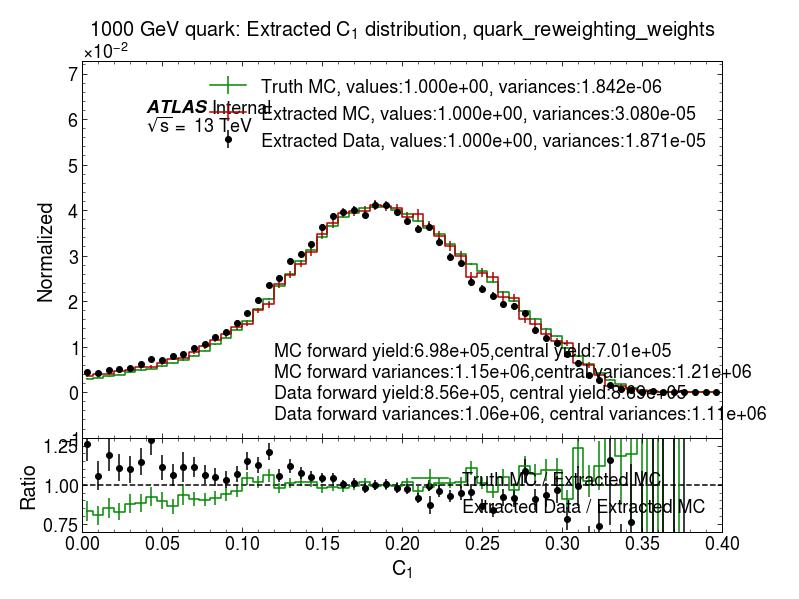 1000 GeV quark: Extracted C₁ distribution, quark_reweighting_weights
×10⁻²
Truth MC, values:1.000e+00, variances:1.842e-06
ATLAS Internal
Extracted MC, values:1.000e+00, variances:3.080e-05
√s = 13 TeV
Extracted Data, values:1.000e+00, variances:1.871e-05
7
6
5
4
3
2
1
0
Normalized
MC forward yield:6.98e+05,central yield:7.01e+05
MC forward variances:1.15e+06,central variances:1.21e+06
Data forward yield:8.56e+05, central
Data forward variances:1.06e+06, central variances:1.11e+06
1.25
1.00
0.75
Ratio
Truth MC / Extracted MC
Extracted Data / Extracted MC
0.00 0.05 0.10 0.15 0.20 0.25 0.30 0.35 0.40
C₁